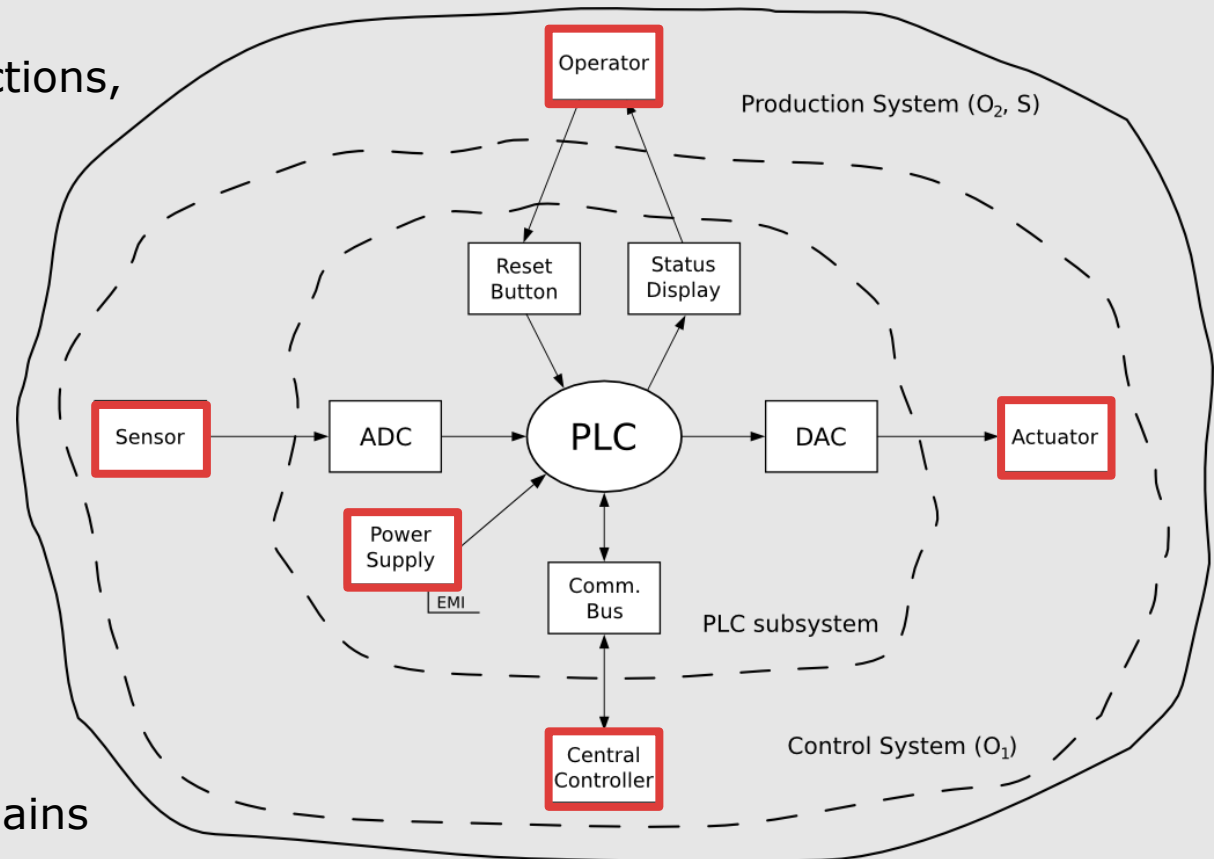 ctions,
Operator
Production System (O₂, S)
Reset
Button
Status
Display
Sensor
ADC
PLC
DAC
Actuator
Power
Supply
EMI
Comm.
Bus
PLC subsystem
Central
Controller
Control System (O₁)
ains